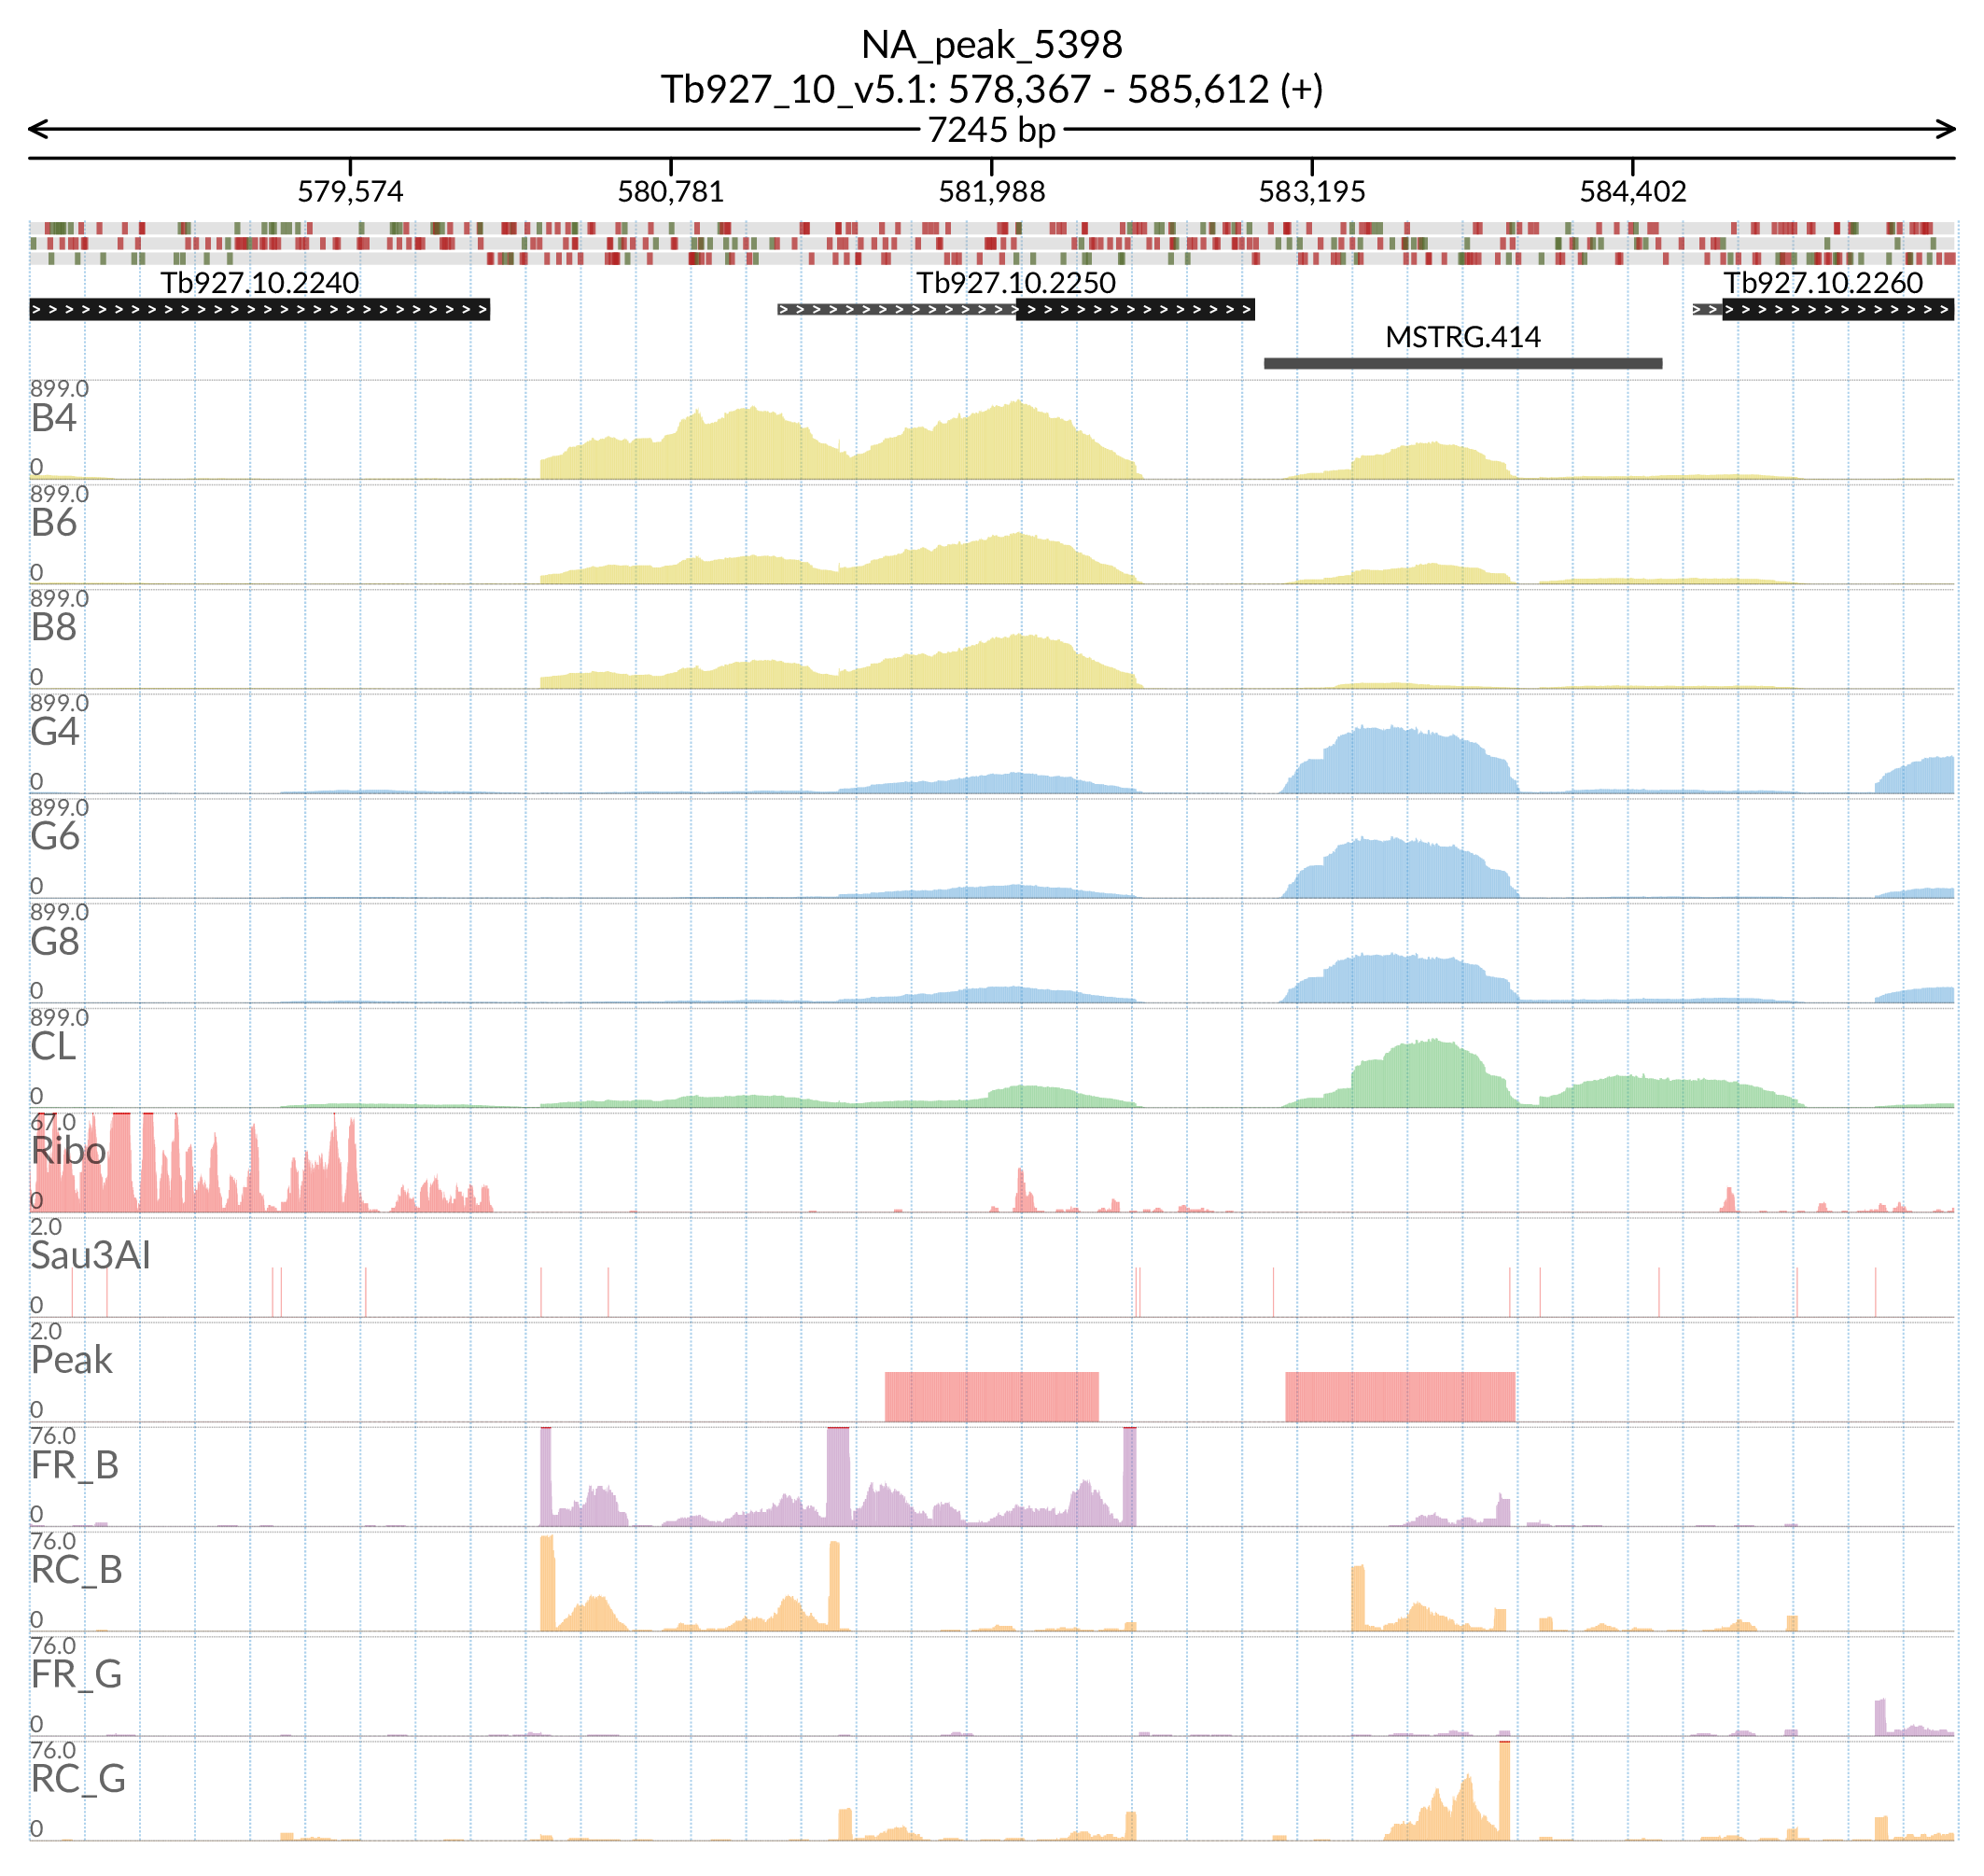 NA_peak_5398
Tb927_10_v5.1: 578,367 - 585,612 (+)
7245 bp
579,574 580,781 581,988 583,195 584,402
Tb927.10.2240 Tb927.10.2250 Tb927.10.2260
MSTRG.414
899.0
B4
0
899.0
B6
0
899.0
B8
0
899.0
G4
0
899.0
G6
0
899.0
G8
0
899.0
CL
0
67.0
Ribo
0
2.0
Sau3AI
0
2.0
Peak
0
76.0
FR_B
0
76.0
RC_B
0
76.0
FR_G
0
76.0
RC_G
0